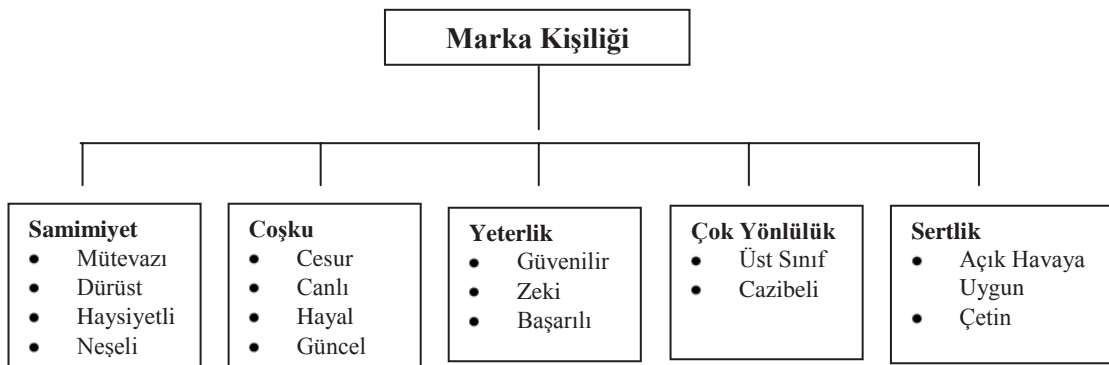 Marka Kişiliği
Samimiyet
• Mütevazı
• Dürüst
• Haysiyetli
• Neşeli
Coşku
• Cesur
• Canlı
• Hayal
• Güncel
Yeterlik
• Güvenilir
• Zeki
• Başarılı
Çok Yönlülük
• Üst Sınıf
• Cazibeli
Sertlik
• Açık Havaya
Uygun
• Çetin